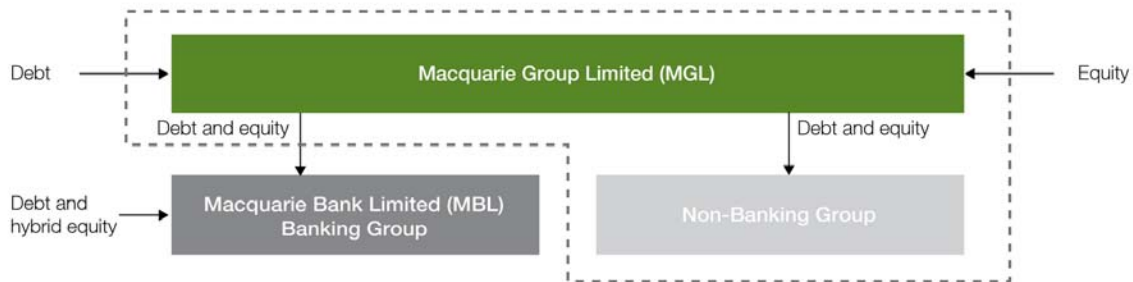 Debt
Macquarie Group Limited (MGL)
Equity
Debt and equity
Debt and equity
Debt and
hybrid equity
Macquarie Bank Limited (MBL)
Banking Group
Non-Banking Group